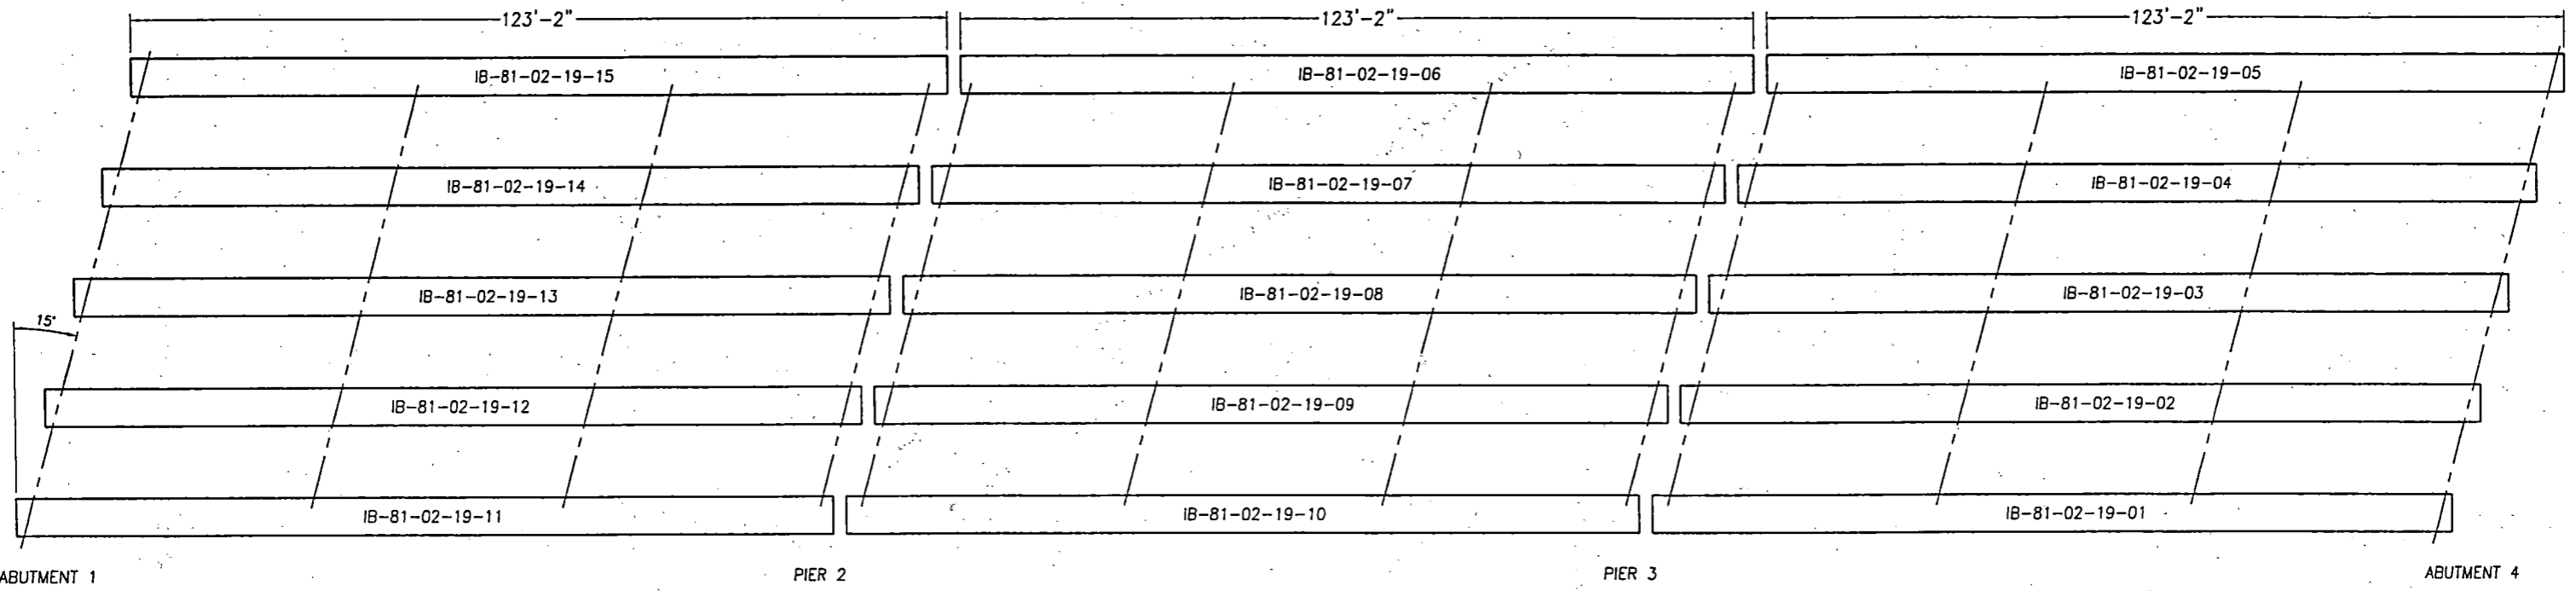 123'-2" 123'-2" 123'-2"
IB-81-02-19-15 IB-81-02-19-06 IB-81-02-19-05
IB-81-02-19-14 IB-81-02-19-07 IB-81-02-19-04
IB-81-02-19-13 IB-81-02-19-08 IB-81-02-19-03
15°
IB-81-02-19-12 IB-81-02-19-09 IB-81-02-19-02
IB-81-02-19-11 IB-81-02-19-10 IB-81-02-19-01
ABUTMENT 1 PIER 2 PIER 3 ABUTMENT 4